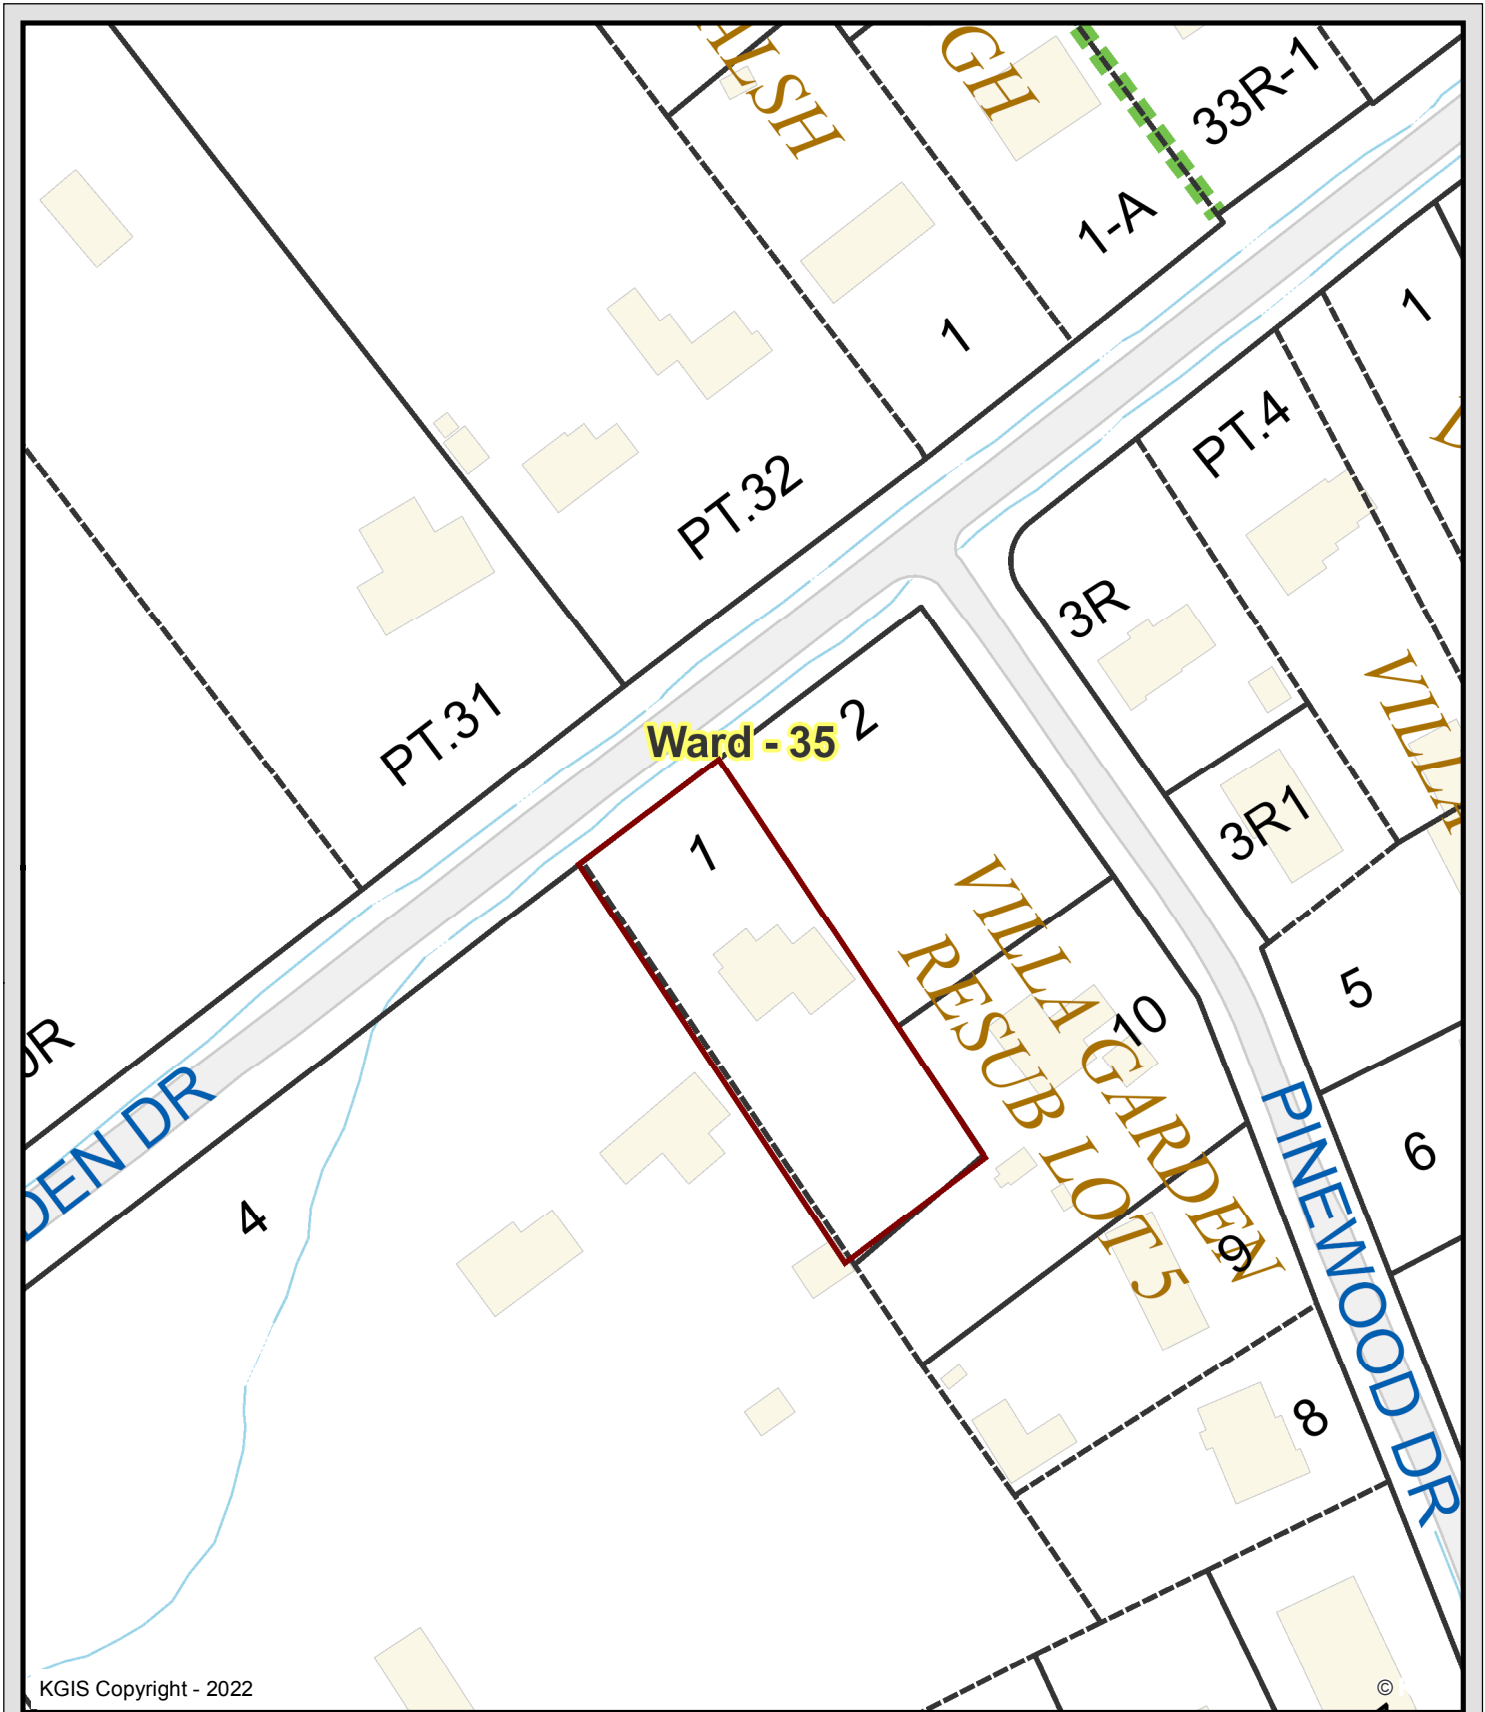 ALSH
GH
33R-1
1-A
1
1
PT.4
PT.32
3R
PT.31
2
Ward - 35
VILLA
3R1
1
VILLA GARDEN
RESUB LOT 5
5
10
DEN DR
PINEWOOD DR
6
4
9
8
KGIS Copyright - 2022
©